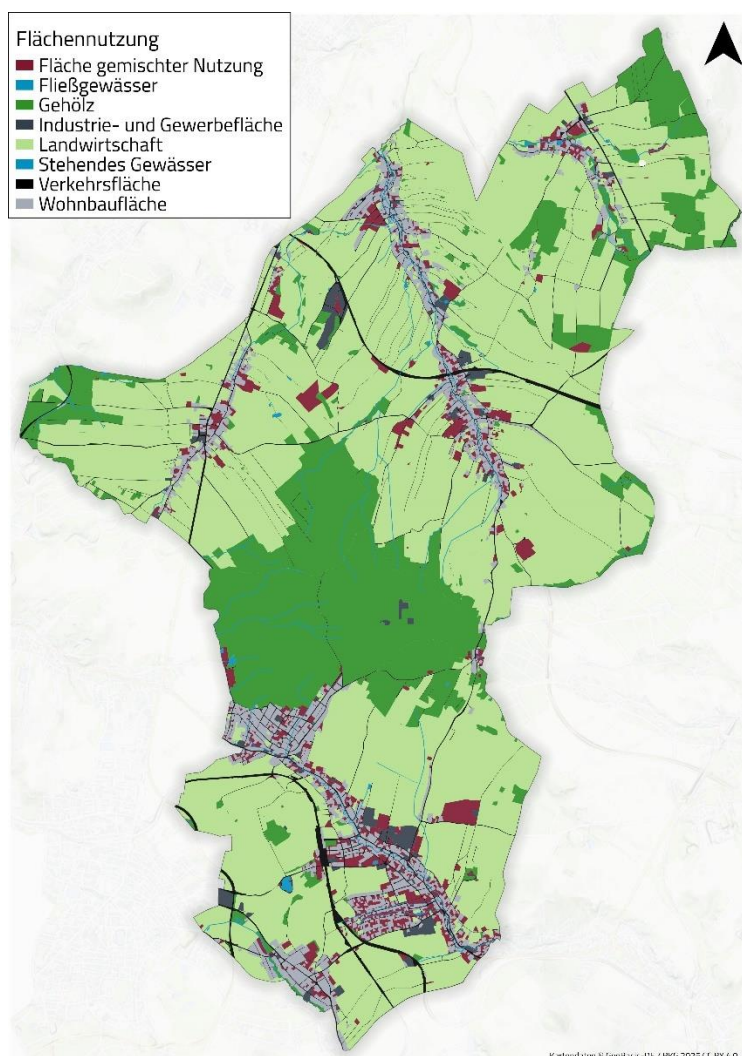 Flächennutzung
Fläche gemischter Nutzung
Fließgewässer
Gehölz
Industrie- und Gewerbefläche
Landwirtschaft
Stehendes Gewässer
Verkehrsfläche
Wohnbaufläche